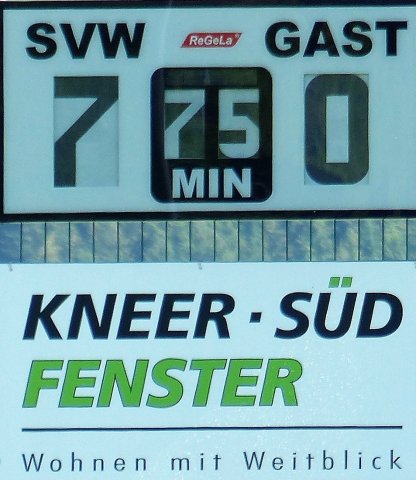 SVW ReGeLa GAST
7 75 0
MIN
KNEER · SÜD
FENSTER
Wohnen mit Weitblick